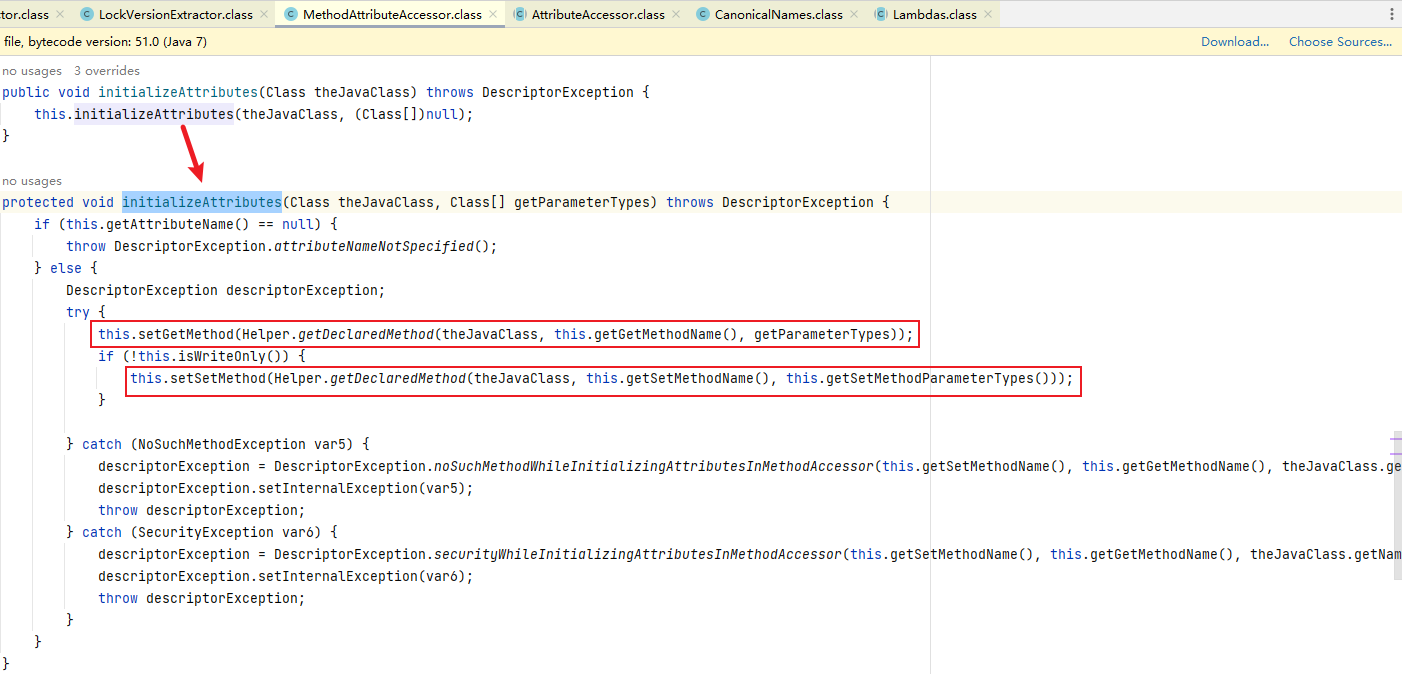 tor.class LockVersionExtractor.class MethodAttributeAccessor.class AttributeAccessor.class CanonicalNames.class Lambdas.class
file, bytecode version: 51.0 (Java 7) Download... Choose Sources...
no usages 3 overrides
public void initializeAttributes(Class theJavaClass) throws DescriptorException {
this.initializeAttributes(theJavaClass, (Class[])null);
}
no usages
protected void initializeAttributes(Class theJavaClass, Class[] getParameterTypes) throws DescriptorException {
if (this.getAttributeName() == null) {
throw DescriptorException.attributeNameNotSpecified();
} else {
DescriptorException descriptorException;
try {
this.setGetMethod(Helper.getDeclaredMethod(theJavaClass, this.getGetMethodName(), getParameterTypes));
if (!this.isWriteOnly()) {
this.setSetMethod(Helper.getDeclaredMethod(theJavaClass, this.getSetMethodName(), this.getSetMethodParameterTypes()));
}
} catch (NoSuchMethodException var5) {
descriptorException = DescriptorException.noSuchMethodWhileInitializingAttributesInMethodAccessor(this.getSetMethodName(), this.getGetMethodName(), theJavaClass.ge
descriptorException.setInternalException(var5);
throw descriptorException;
} catch (SecurityException var6) {
descriptorException = DescriptorException.securityWhileInitializingAttributesInMethodAccessor(this.getSetMethodName(), this.getGetMethodName(), theJavaClass.getNam
descriptorException.setInternalException(var6);
throw descriptorException;
}
}
}